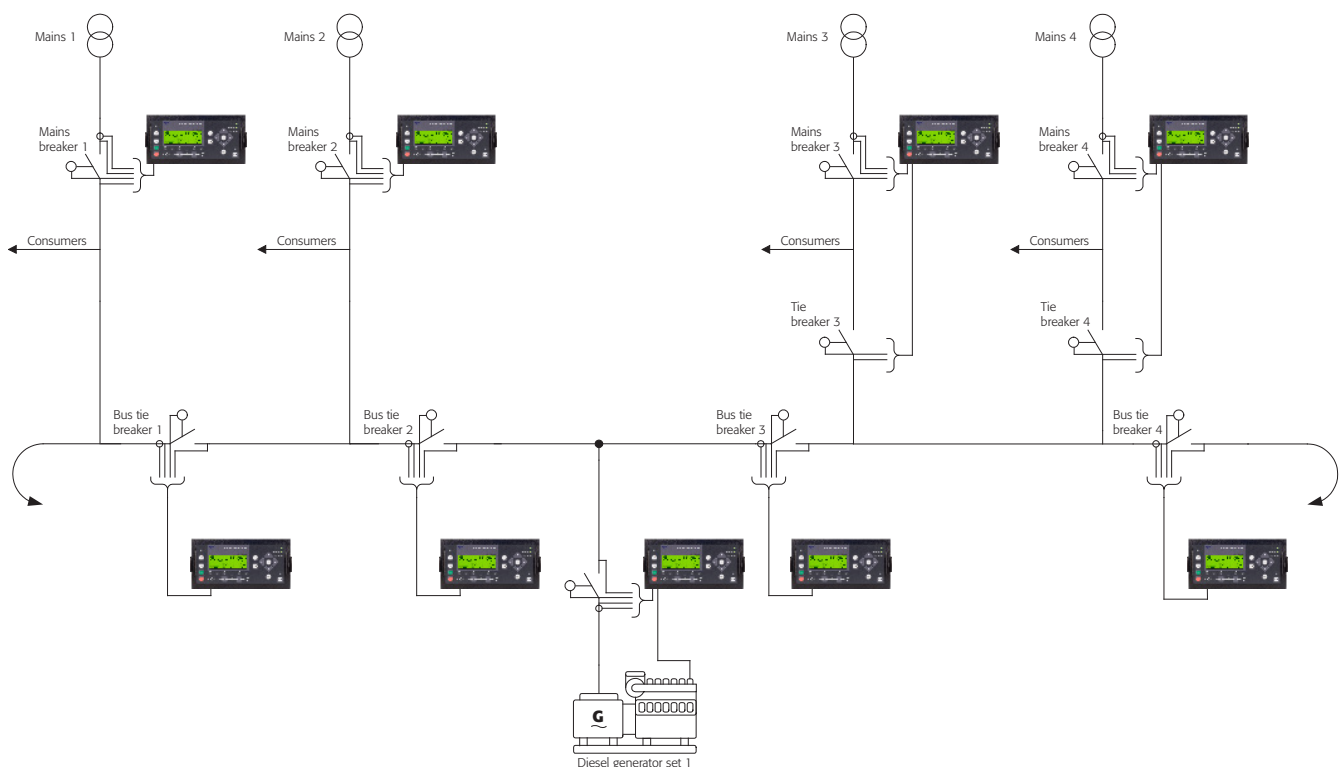 Mains 1
Mains 2
Mains 3
Mains 4
Mains
breaker 1
Mains
breaker 2
Mains
breaker 3
Mains
breaker 4
Consumers
Consumers
Consumers
Consumers
Tie
breaker 3
Tie
breaker 4
Bus tie
breaker 1
Bus tie
breaker 2
Bus tie
breaker 3
Bus tie
breaker 4
G
Diesel generator set 1